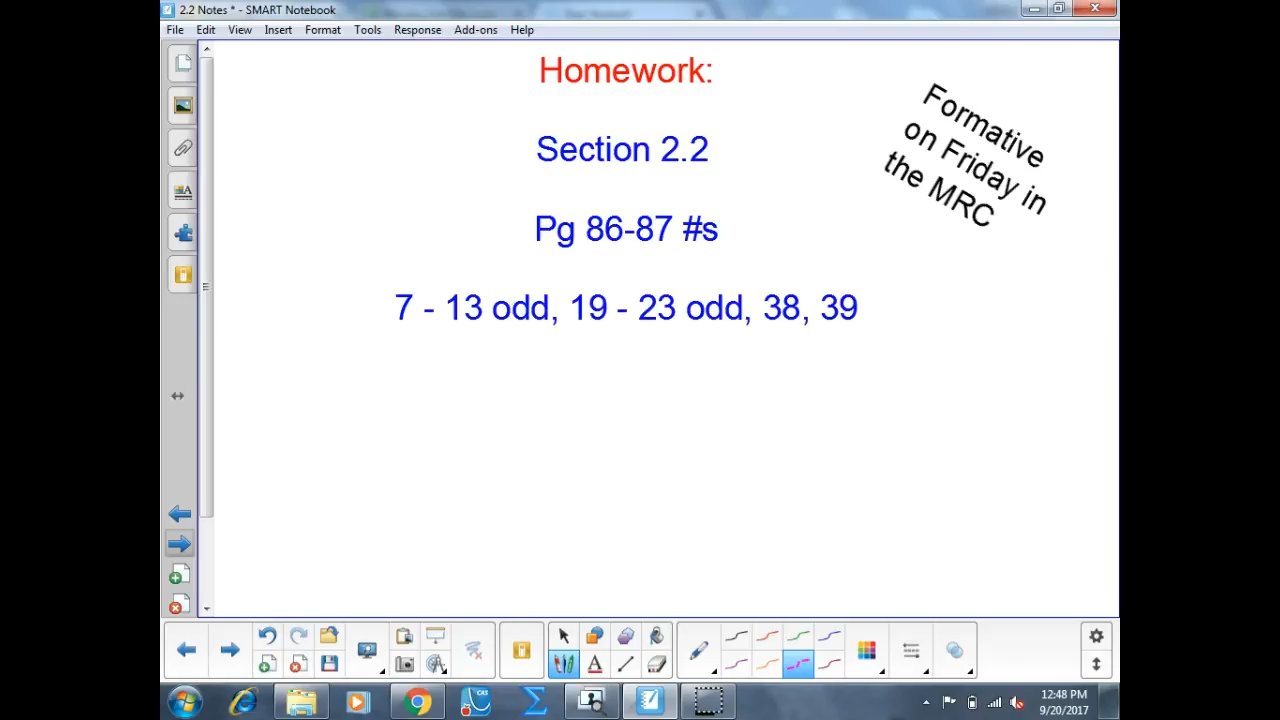 2.2 Notes * - SMART Notebook
File Edit View Insert Format Tools Response Add-ons Help
Homework:
Section 2.2
Pg 86-87 #s
7 - 13 odd, 19 - 23 odd, 38, 39
Formative
on Friday in
the MRC
12:48 PM
9/20/2017